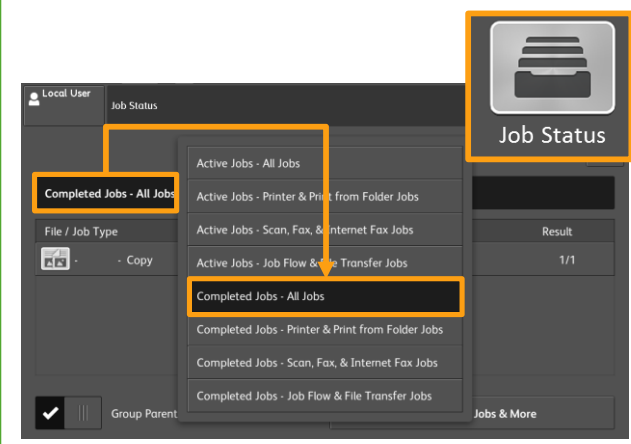 Local User
Job Status
Job Status
Active Jobs - All Jobs
Completed Jobs - All Jobs
Active Jobs - Printer & Print from Folder Jobs
File / Job Type
Active Jobs - Scan, Fax, & Internet Fax Jobs
Result
- - Copy
Active Jobs - Job Flow & File Transfer Jobs
1/1
Completed Jobs - All Jobs
Completed Jobs - Printer & Print from Folder Jobs
Completed Jobs - Scan, Fax, & Internet Fax Jobs
Completed Jobs - Job Flow & File Transfer Jobs
Group Parent
Jobs & More